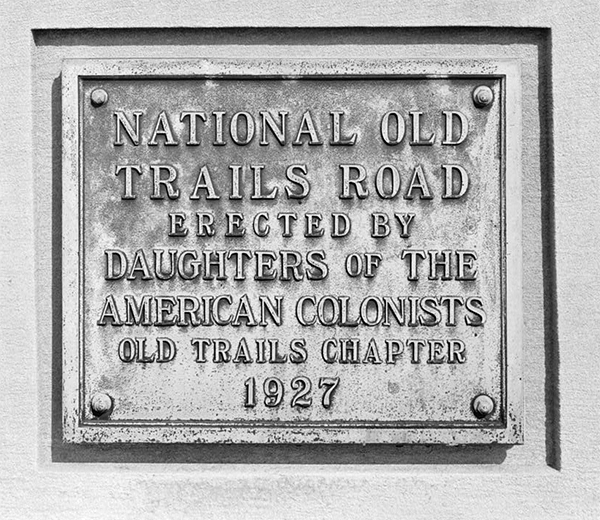 NATIONAL OLD
TRAILS ROAD
ERECTED BY
DAUGHTERS OF THE
AMERICAN COLONISTS
OLD TRAILS CHAPTER
1927